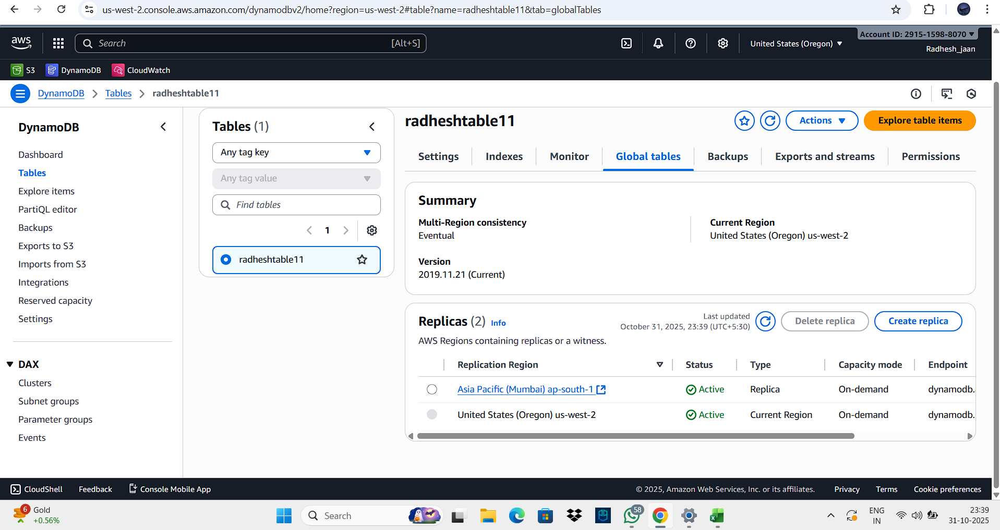 us-west-2.console.aws.amazon.com/dynamodbv2/home?region=us-west-2#table?name=radheshtable11&tab=globalTables
aws
Search [Alt+S]
United States (Oregon)
Account ID: 2915-1598-8070
Radhesh_jaan
S3 DynamoDB CloudWatch
DynamoDB Tables radheshtable11
DynamoDB
Dashboard
Tables
Explore items
PartiQL editor
Backups
Exports to S3
Imports from S3
Integrations
Reserved capacity
Settings
DAX
Clusters
Subnet groups
Parameter groups
Events
Tables (1)
Any tag key
Any tag value
Find tables
1
radheshtable11
radheshtable11
Actions
Explore table items
Settings Indexes Monitor Global tables Backups Exports and streams Permissions
Summary
Multi-Region consistency
Eventual
Current Region
United States (Oregon) us-west-2
Version
2019.11.21 (Current)
Replicas (2) Info
Last updated
October 31, 2025, 23:39 (UTC+5:30)
Delete replica
Create replica
AWS Regions containing replicas or a witness.
Replication Region Status Type Capacity mode Endpoint
Asia Pacific (Mumbai) ap-south-1 Active Replica On-demand dynamodb.
United States (Oregon) us-west-2 Active Current Region On-demand dynamodb.
CloudShell Feedback Console Mobile App © 2025, Amazon Web Services, Inc. or its affiliates. Privacy Terms Cookie preferences
6
Gold
+0.56%
Search
58
ENG
IN
23:39
31-10-2025